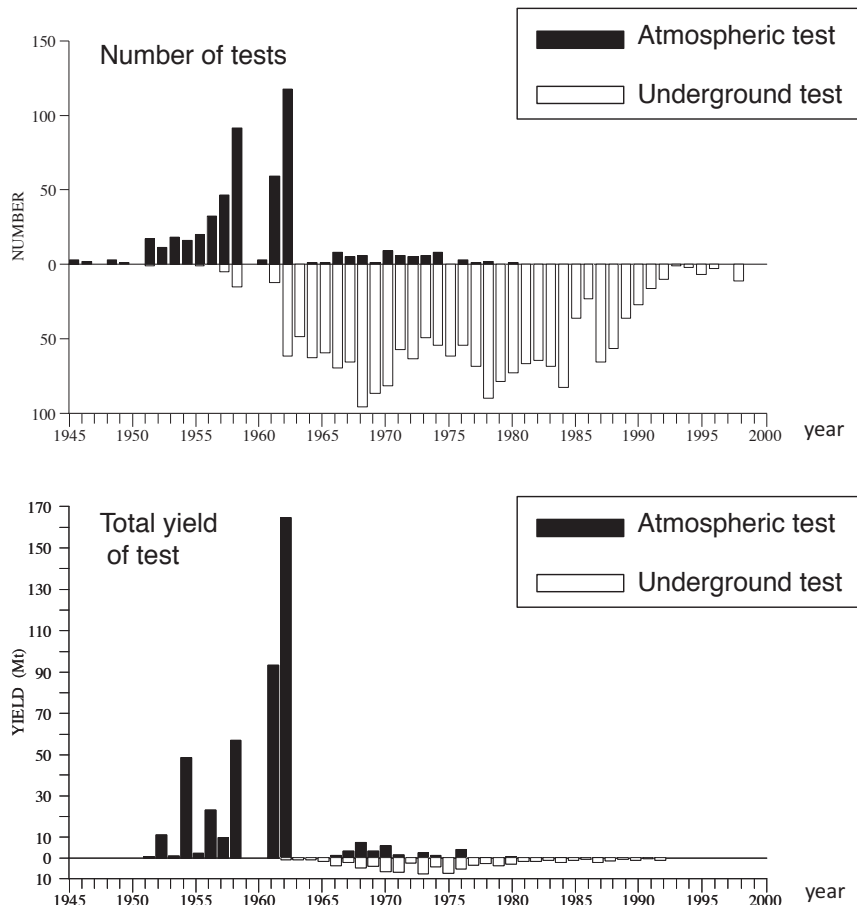 Number of tests
Atmospheric test
Underground test
NUMBER
150
100
50
0
50
100
1945 1950 1955 1960 1965 1970 1975 1980 1985 1990 1995 2000 year
Total yield
of test
Atmospheric test
Underground test
YIELD (Mt)
170
150
130
110
90
70
50
30
10
0
10
1945 1950 1955 1960 1965 1970 1975 1980 1985 1990 1995 2000 year